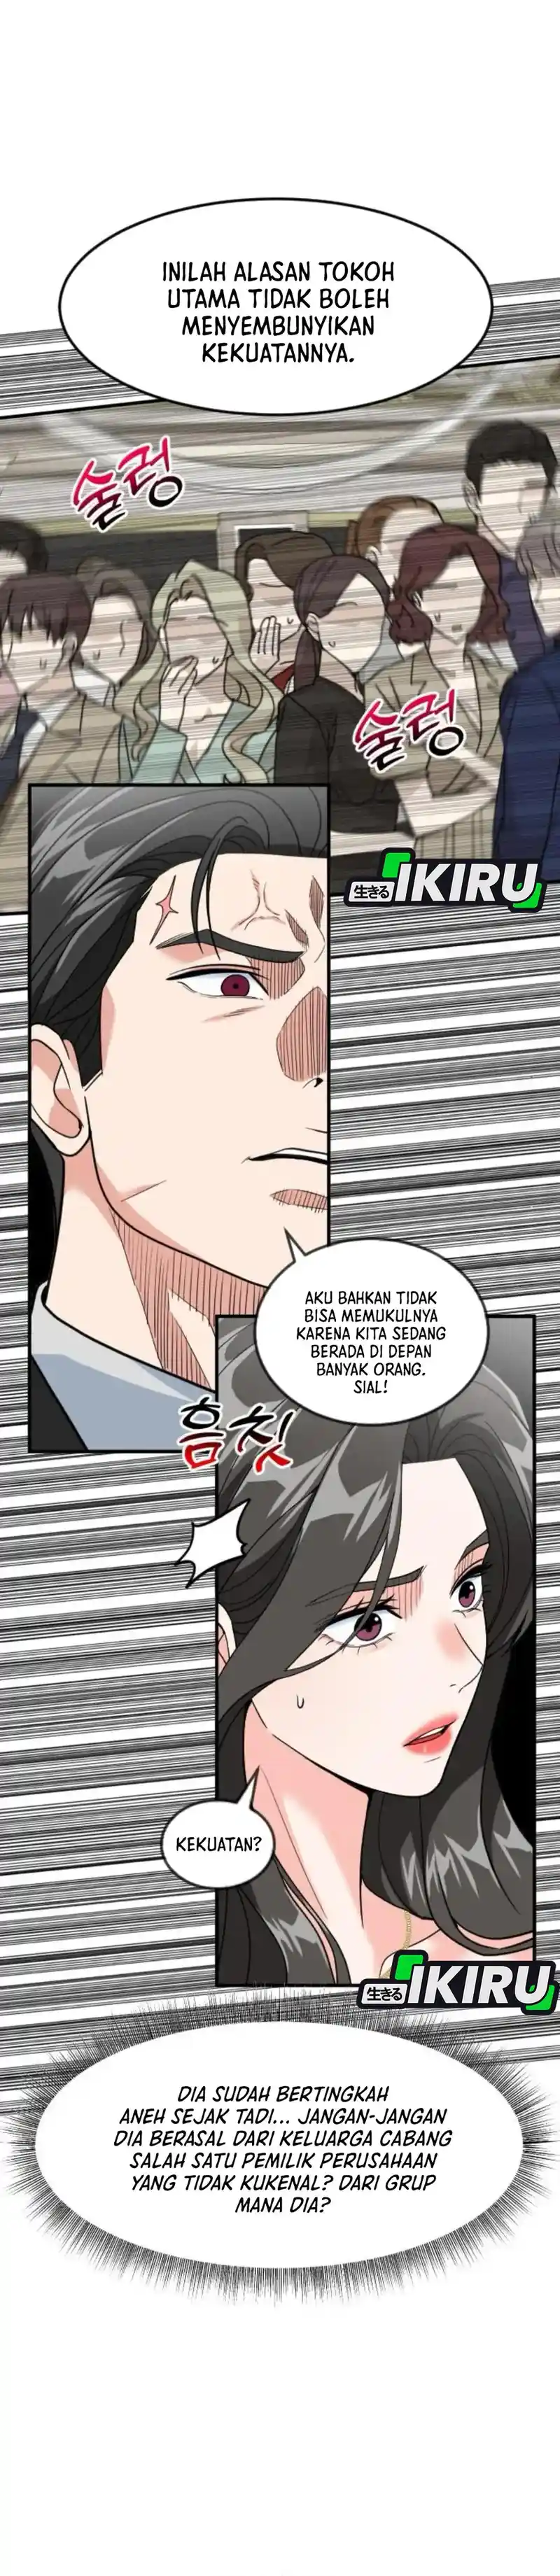 INILAH ALASAN TOKOH
UTAMA TIDAK BOLEH
MENYEMBUNYIKAN
KEKUATANNYA.
술렁
술렁
生きる IKIRU
AKU BAHKAN TIDAK
BISA MEMUKULNYA
KARENA KITA SEDANG
BERADA DI DEPAN
BANYAK ORANG.
SIAL!
흠칫
KEKUATAN?
生きる IKIRU
DIA SUDAH BERTINGKAH
ANEH SEJAK TADI... JANGAN-JANGAN
DIA BERASAL DARI KELUARGA CABANG
SALAH SATU PEMILIK PERUSAHAAN
YANG TIDAK KUKENAL? DARI GRUP
MANA DIA?